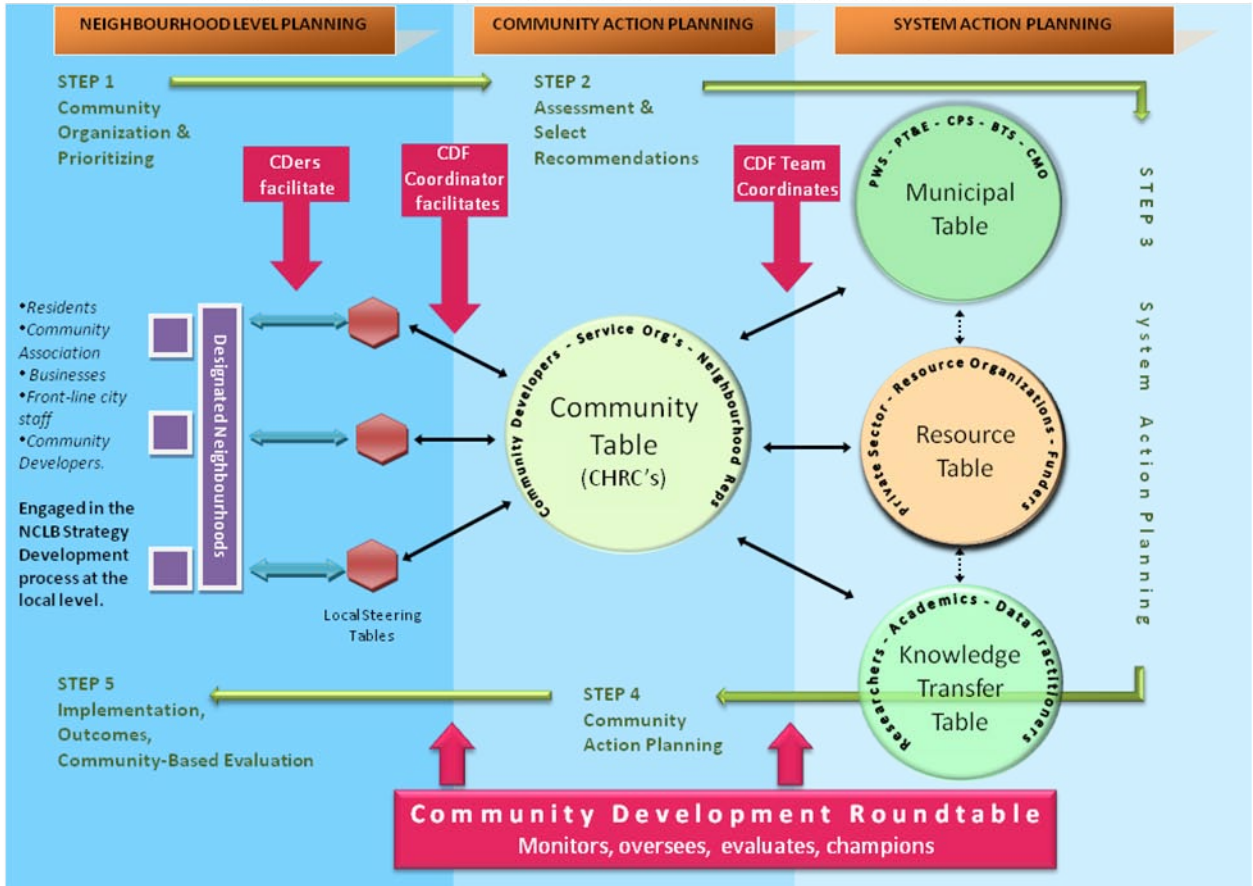 NEIGHBOURHOOD LEVEL PLANNING
COMMUNITY ACTION PLANNING
SYSTEM ACTION PLANNING
STEP 1
Community
Organization &
Prioritizing
STEP 2
Assessment &
Select
Recommendations
STEP 3 System Action Planning
CDers
facilitate
CDF
Coordinator
facilitates
CDF Team
Coordinates
PWS - PT&E - CPS - BTS - CMO
Municipal
Table
•Residents
•Community
Association
• Businesses
•Front-line city
staff
•Community
Developers.
Engaged in the
NCLB Strategy
Development
process at the
local level.
Designated Neighbourhoods
Local Steering
Tables
Community Developers - Service Org's - Neighbourhood Reps
Community
Table
(CHRC's)
Private Sector - Resource Organizations - Funders
Resource
Table
Researchers - Academics - Data Practitioners
Knowledge
Transfer
Table
STEP 5
Implementation,
Outcomes,
Community-Based Evaluation
STEP 4
Community
Action Planning
Community Development Roundtable
Monitors, oversees, evaluates, champions